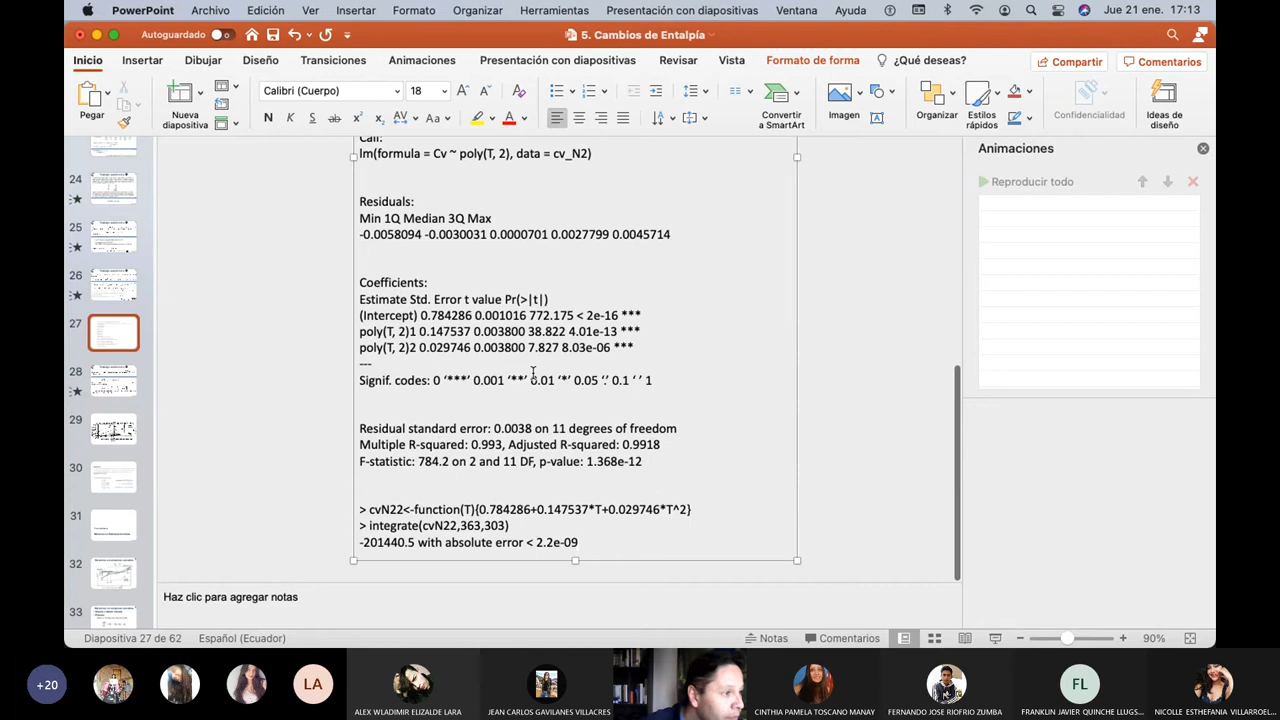 PowerPoint Archivo Edición Ver Insertar Formato Organizar Herramientas Presentación con diapositivas Ventana Ayuda Jue 21 ene. 17:13
Autoguardado 5. Cambios de Entalpía
Inicio Insertar Dibujar Diseño Transiciones Animaciones Presentación con diapositivas Revisar Vista Formato de forma ¿Qué deseas? Compartir Comentarios
Pegar Nueva diapositiva Calibri (Cuerpo) 18 Convertir a SmartArt Imagen Organizar Estilos rápidos Confidencialidad Ideas de diseño
Call:
lm(formula = Cv ~ poly(T, 2), data = cv_N2)
Residuals:
Min 1Q Median 3Q Max
-0.0058094 -0.0030031 0.0000701 0.0027799 0.0045714
Coefficients:
Estimate Std. Error t value Pr(>|t|)
(Intercept) 0.784286 0.001016 772.175 < 2e-16 ***
poly(T, 2)1 0.147537 0.003800 38.822 4.01e-13 ***
poly(T, 2)2 0.029746 0.003800 7.827 8.03e-06 ***
---
Signif. codes: 0 ‘***’ 0.001 ‘**’ 0.01 ‘*’ 0.05 ‘.’ 0.1 ‘ ’ 1
Residual standard error: 0.0038 on 11 degrees of freedom
Multiple R-squared: 0.993, Adjusted R-squared: 0.9918
F-statistic: 784.2 on 2 and 11 DF, p-value: 1.368e-12
> cvN22<-function(T){0.784286+0.147537*T+0.029746*T^2}
> integrate(cvN22,363,303)
-201440.5 with absolute error < 2.2e-09
Animaciones
Reproducir todo
24
25
26
27
28
29
30
31
32
33
Haz clic para agregar notas
Diapositiva 27 de 62 Español (Ecuador) Notas Comentarios 90%
+20 LA FL
ALEX WLADIMIR ELIZALDE LARA JEAN CARLOS GAVILANES VILLACRES CINTHIA PAMELA TOSCANO MANAY FERNANDO JOSE RIOFRIO ZUMBA FRANKLIN JAVIER QUINCHE LLUGS... NICOLE ESTHEFANIA VILLARROEL...